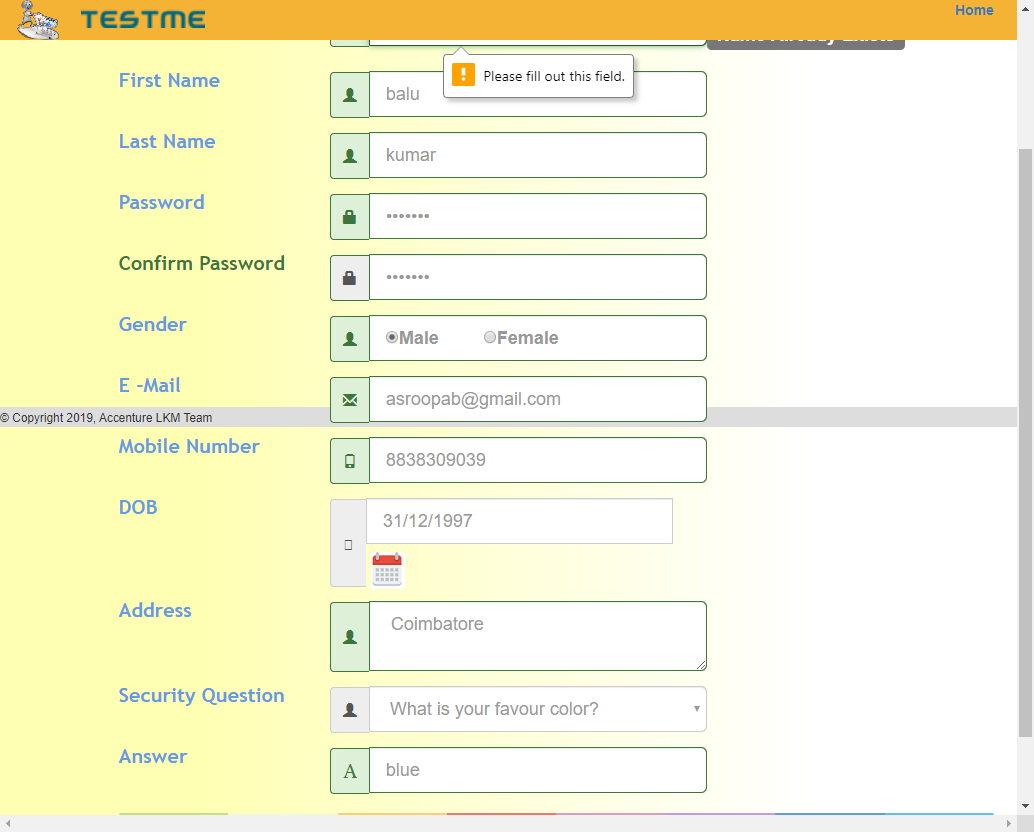 TESTME
Home
Name Already Exists
Please fill out this field.
First Name
balu
Last Name
kumar
Password
•••••••
Confirm Password
•••••••
Gender
Male Female
E -Mail
asroopab@gmail.com
© Copyright 2019, Accenture LKM Team
Mobile Number
8838309039
DOB
31/12/1997
Address
Coimbatore
Security Question
What is your favour color?
Answer
A blue